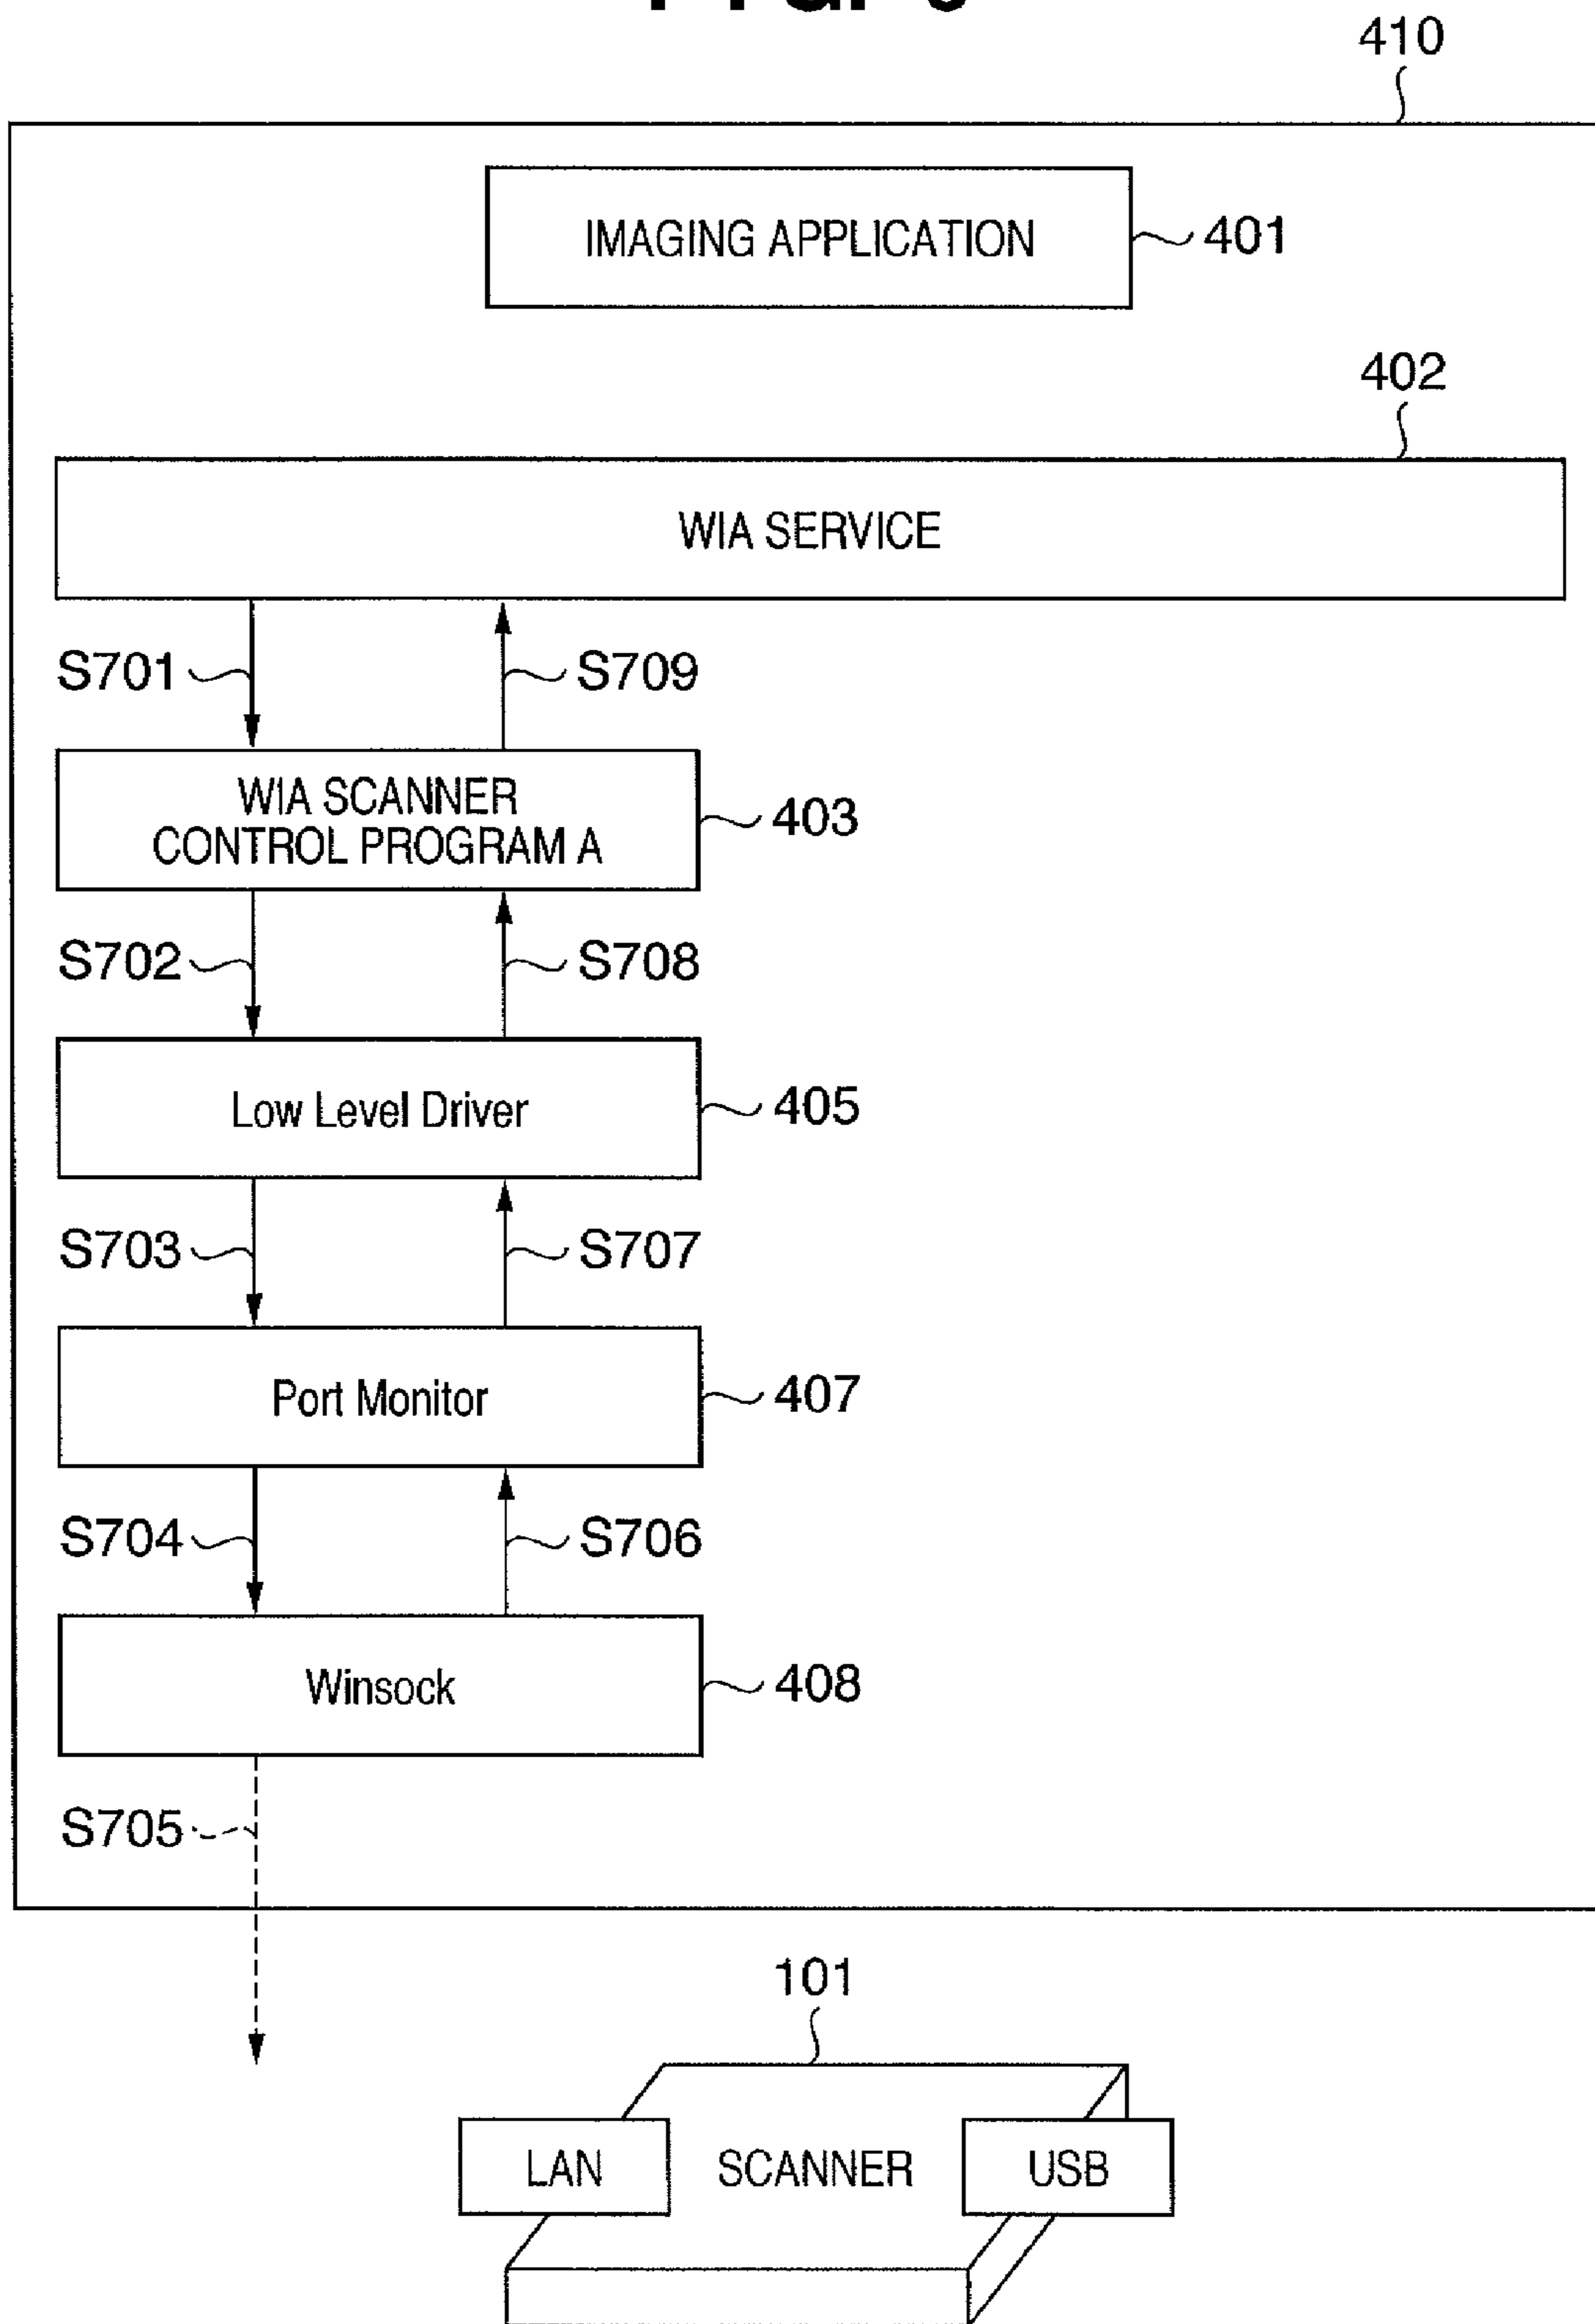 410
IMAGING APPLICATION
401
402
WIA SERVICE
S701
S709
WIA SCANNER
CONTROL PROGRAM A
403
S702
S708
Low Level Driver
405
S703
S707
Port Monitor
407
S704
S706
Winsock
408
S705
101
LAN
SCANNER
USB